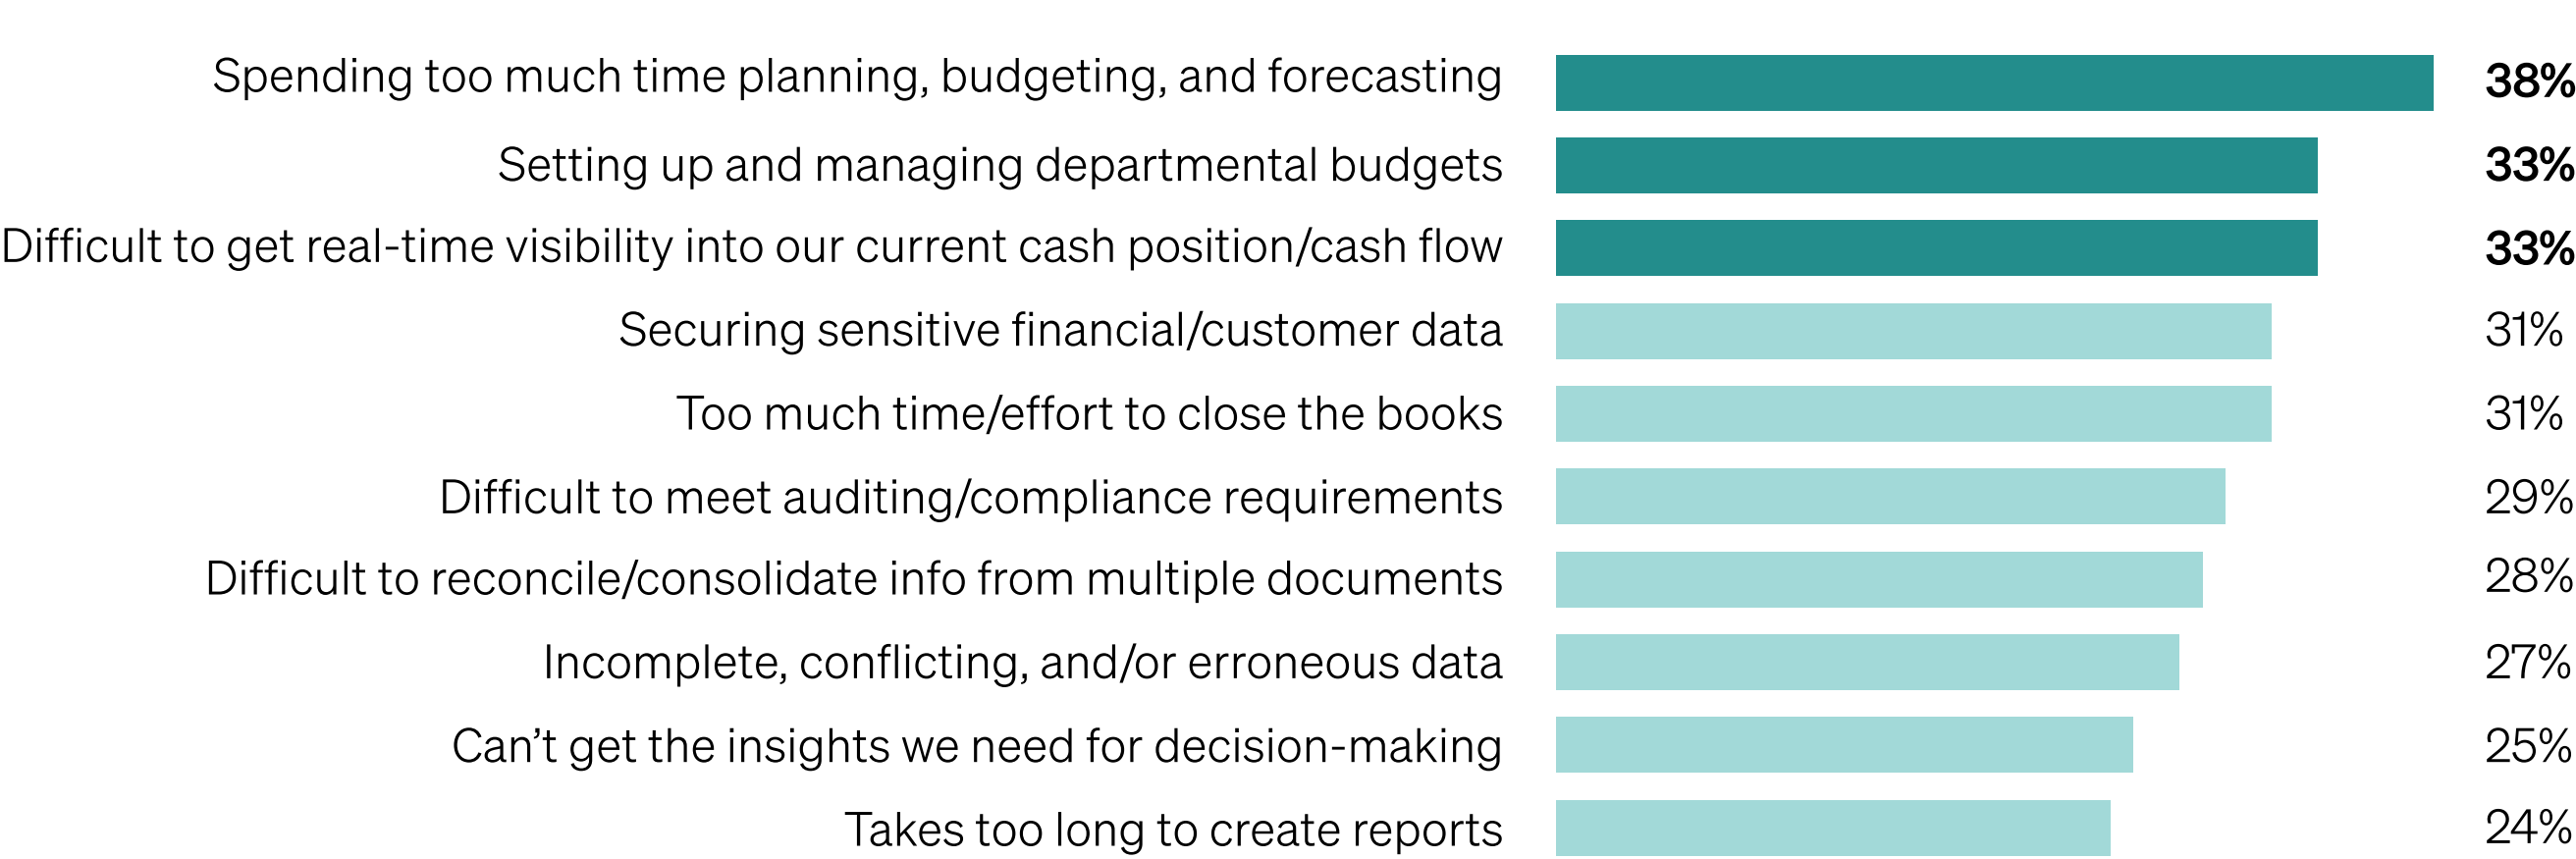 Spending too much time planning, budgeting, and forecasting 38%
Setting up and managing departmental budgets 33%
Difficult to get real-time visibility into our current cash position/cash flow 33%
Securing sensitive financial/customer data 31%
Too much time/effort to close the books 31%
Difficult to meet auditing/compliance requirements 29%
Difficult to reconcile/consolidate info from multiple documents 28%
Incomplete, conflicting, and/or erroneous data 27%
Can’t get the insights we need for decision-making 25%
Takes too long to create reports 24%